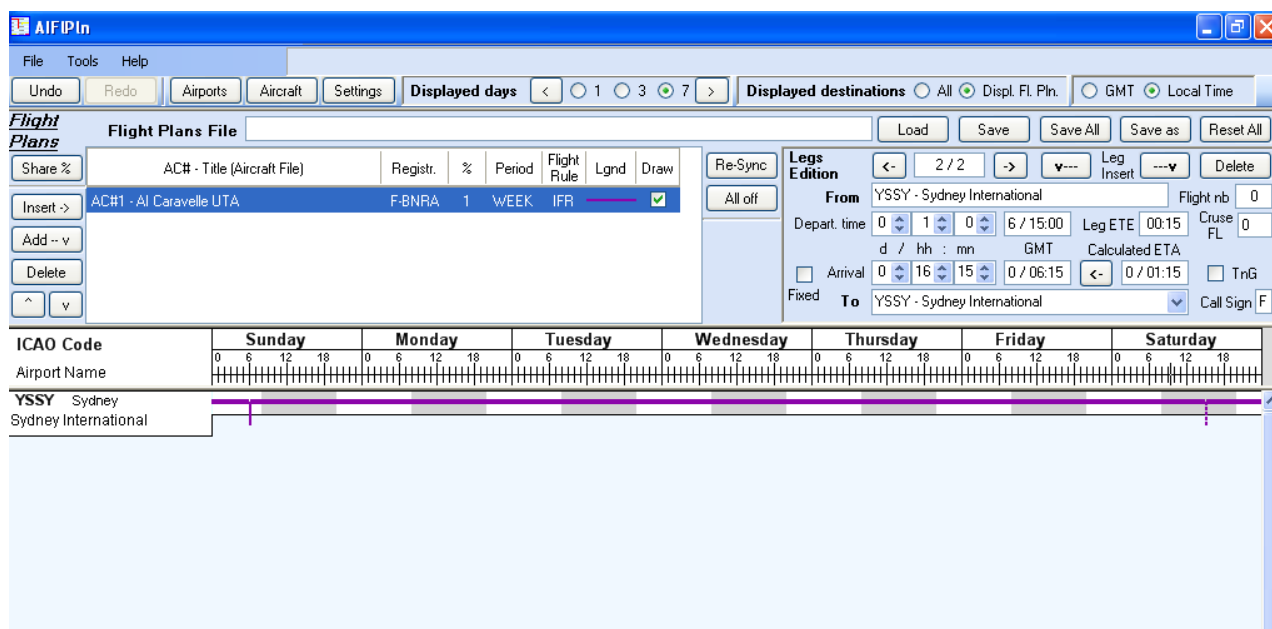 AIFIPln
File Tools Help
Undo Redo Airports Aircraft Settings Displayed days < 1 3 7 > Displayed destinations All Displ. Fl. Pln. GMT Local Time
Flight Plans
Flight Plans File
Load Save Save All Save as Reset All
Share %
Insert ->
Add -- v
Delete
^ v
AC# - Title (Aircraft File) Registr. % Period Flight Rule Lgnd Draw
AC#1 - AI Caravelle UTA F-BNRA 1 WEEK IFR
Re-Sync
All off
Legs Edition <- 2 / 2 -> v--- Leg Insert ---v Delete
From YSSY - Sydney International Flight nb 0
Depart. time 0 1 0 6 / 15:00 Leg ETE 00:15 Cruse FL 0
d / hh : mn GMT Calculated ETA
Arrival 0 16 15 0 / 06:15 <- 0 / 01:15 TnG
Fixed To YSSY - Sydney International Call Sign F
ICAO Code
Airport Name
Sunday Monday Tuesday Wednesday Thursday Friday Saturday
0 6 12 18 0 6 12 18 0 6 12 18 0 6 12 18 0 6 12 18 0 6 12 18 0 6 12 18
YSSY Sydney
Sydney International